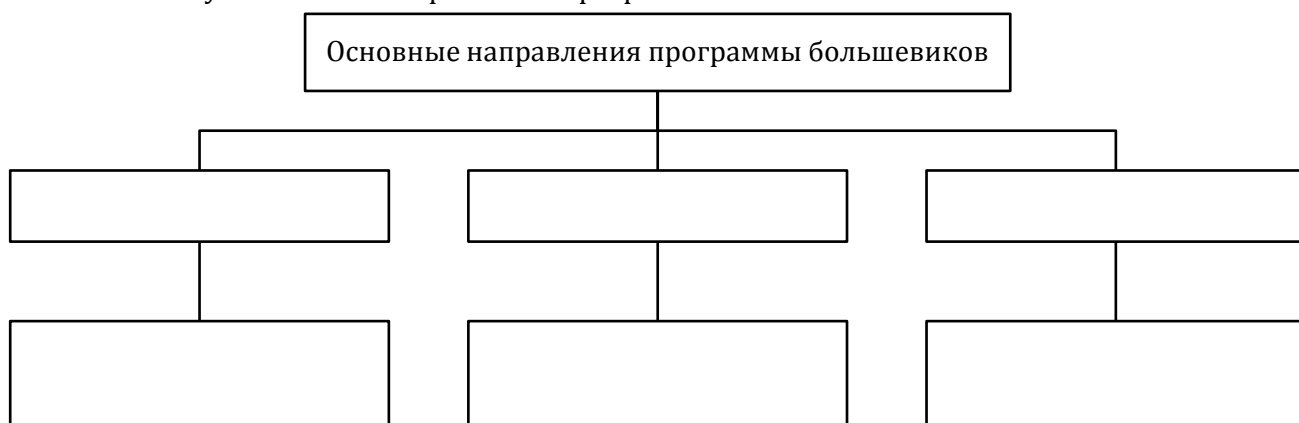 Основные направления программы большевиков